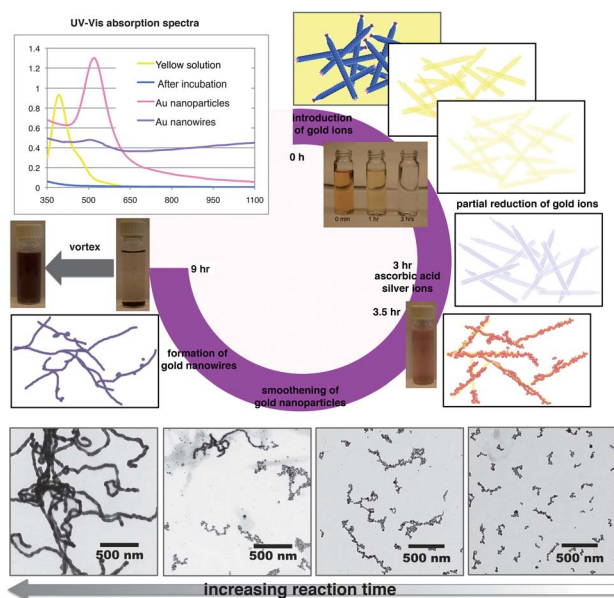 UV-Vis absorption spectra
1.4
1.2
1
0.8
0.6
0.4
0.2
0
350
500
650
800
950
1100
Yellow solution
After incubation
Au nanoparticles
Au nanowires
introduction
of gold ions
0 h
0 min
1 hr
3 hrs
partial reduction of gold ions
3 hr
ascorbic acid
silver ions
3.5 hr
vortex
9 hr
formation of
gold nanowires
smoothening of
gold nanoparticles
500 nm
500 nm
500 nm
500 nm
increasing reaction time